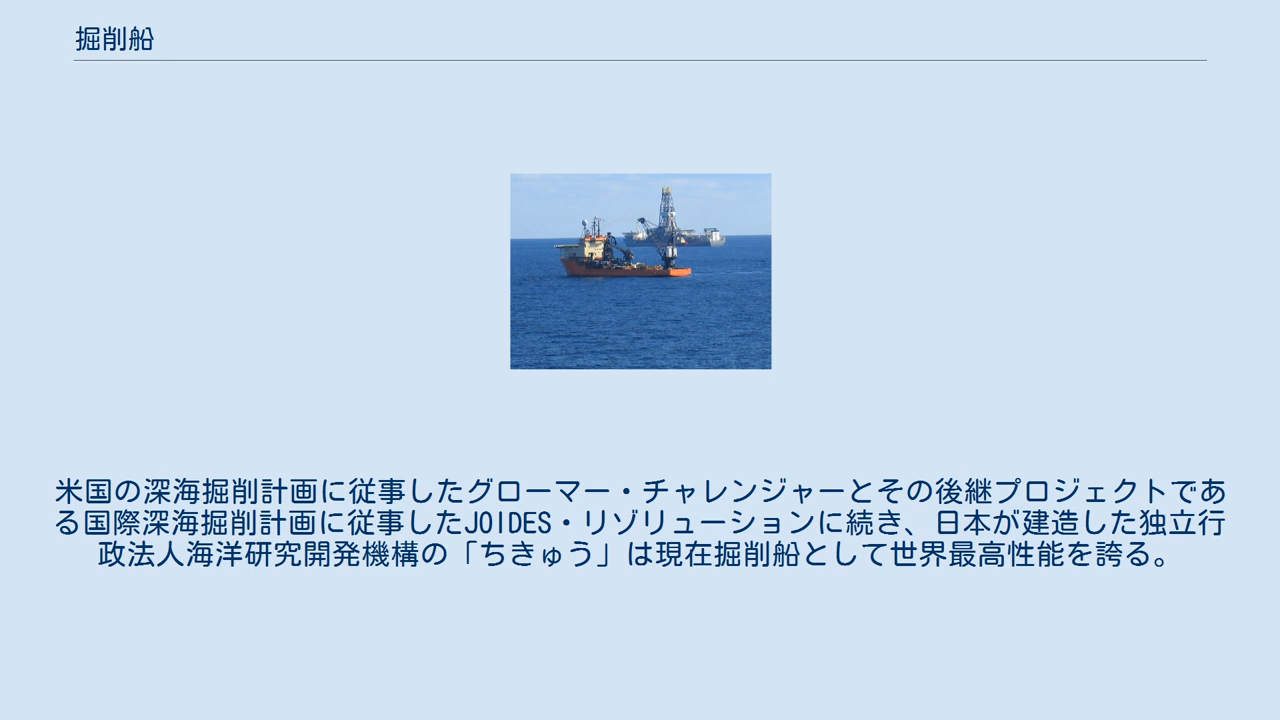 掘削船
米国の深海掘削計画に従事したグローマー・チャレンジャーとその後継プロジェクトであ
る国際深海掘削計画に従事したJOIDES・リゾリューションに続き、日本が建造した独立行
政法人海洋研究開発機構の「ちきゅう」は現在掘削船として世界最高性能を誇る。